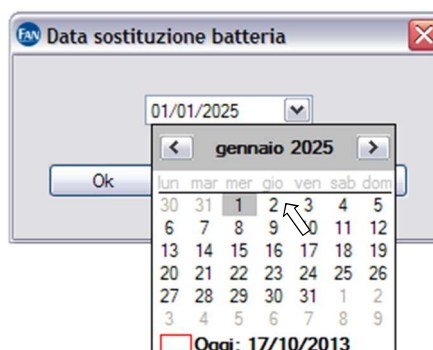 FAN Data sostituzione batteria
01/01/2025
gennaio 2025
Ok
lun mar mer gio ven sab dom
30 31 1 2 3 4 5
6 7 8 9 10 11 12
13 14 15 16 17 18 19
20 21 22 23 24 25 26
27 28 29 30 31 1 2
3 4 5 6 7 8 9
Oggi: 17/10/2013